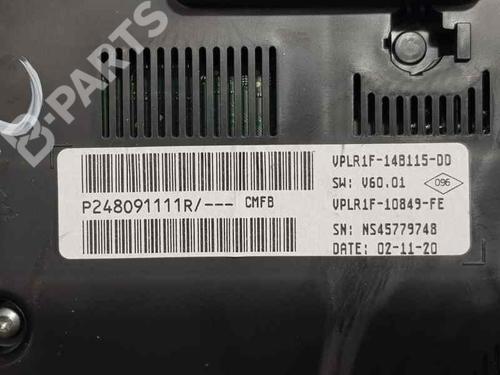 B-PARTS
VPLR1F-14B115-DD
SW: V60.01
096
P248091111R/--- CMFB
VPLR1F-10849-FE
SN: NS45779748
DATE: 02-11-20